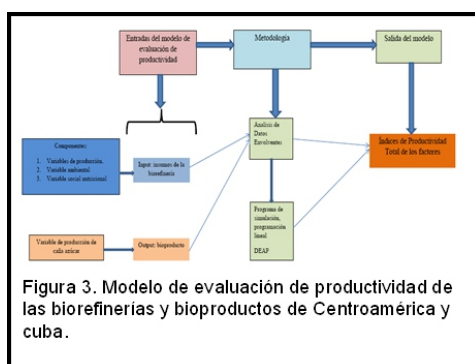 Entradas del modelo de
evaluación de
productividad
Metodología
Salida del modelo
Componentes:
1. Variables de producción.
2. Variable ambiental
3. Variable social nutricional
Input: insumos de la
biorefinería
Analisis de
Datos
Envolventes
Índices de Productividad
Total de los factores
Variable de producción de
caña azúcar
Output: bioproducto
Programa de
simulación, programación
lineal
DEAP
Figura 3. Modelo de evaluación de productividad de
las biorefinerías y bioproductos de Centroamérica y
cuba.